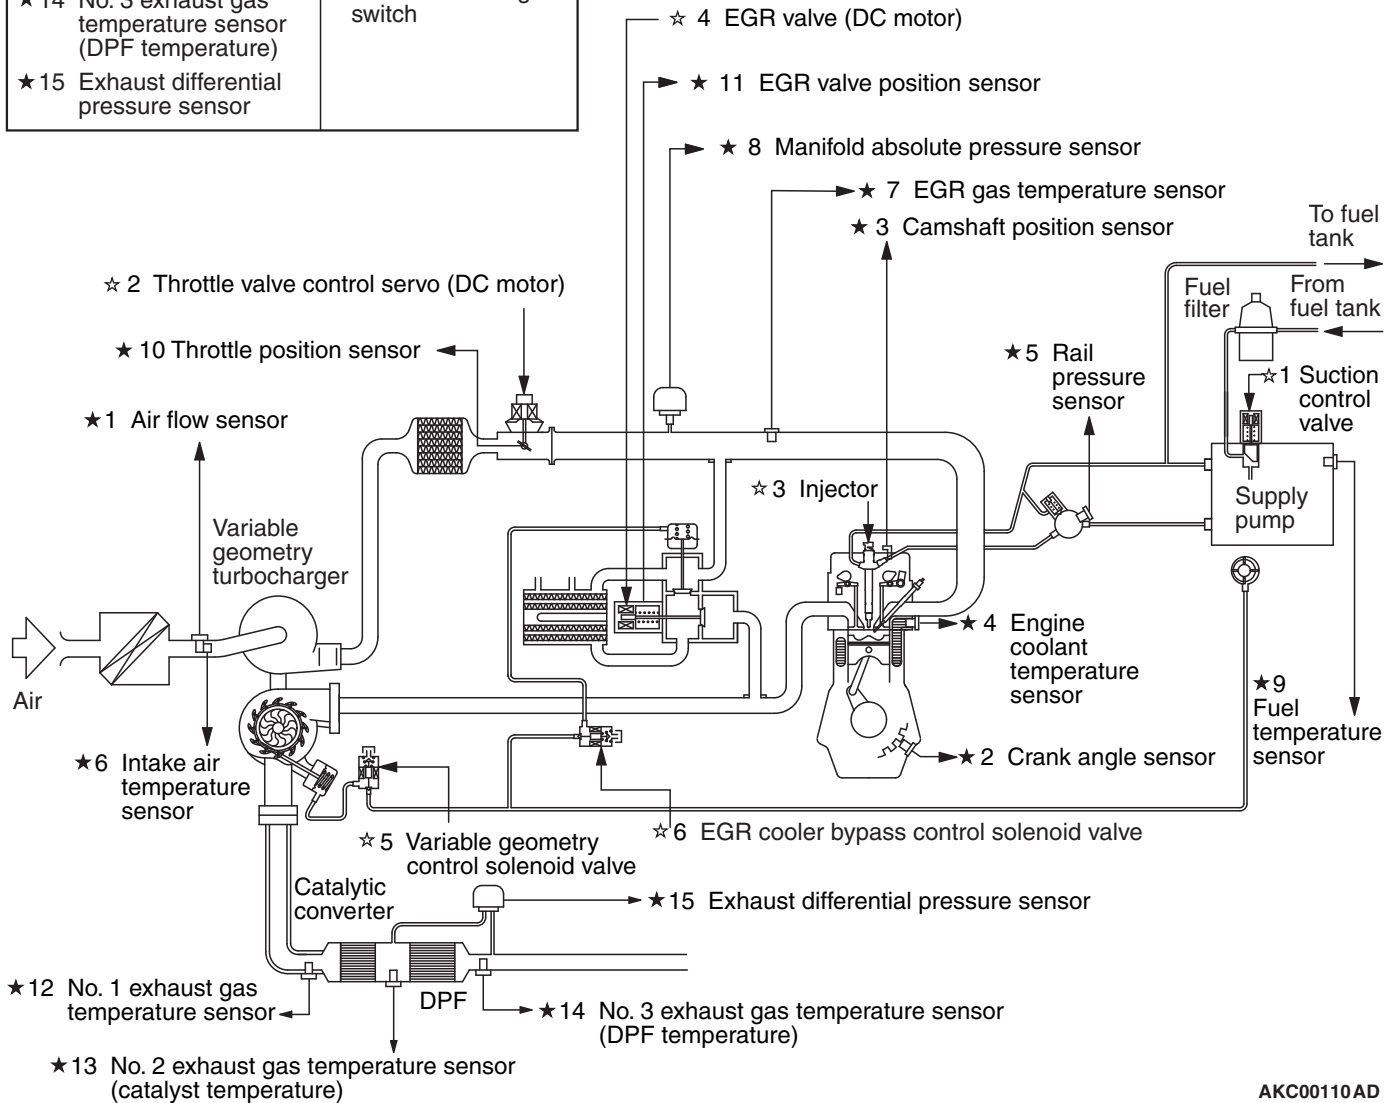 ★14 No. 3 exhaust gas
temperature sensor
(DPF temperature)
★15 Exhaust differential
pressure sensor
switch
☆ 4 EGR valve (DC motor)
★ 11 EGR valve position sensor
★ 8 Manifold absolute pressure sensor
★ 7 EGR gas temperature sensor
★ 3 Camshaft position sensor
To fuel
tank
☆ 2 Throttle valve control servo (DC motor)
Fuel
filter
From
fuel tank
★ 10 Throttle position sensor
★5 Rail
pressure
sensor
☆1 Suction
control
valve
★1 Air flow sensor
☆3 Injector
Supply
pump
Variable
geometry
turbocharger
Air
★4 Engine
coolant
temperature
sensor
★9
Fuel
temperature
sensor
★6 Intake air
temperature
sensor
★2 Crank angle sensor
☆5 Variable geometry
control solenoid valve
☆6 EGR cooler bypass control solenoid valve
Catalytic
converter
★15 Exhaust differential pressure sensor
★12 No. 1 exhaust gas
temperature sensor
DPF
★14 No. 3 exhaust gas temperature sensor
(DPF temperature)
★13 No. 2 exhaust gas temperature sensor
(catalyst temperature)
AKC00110AD